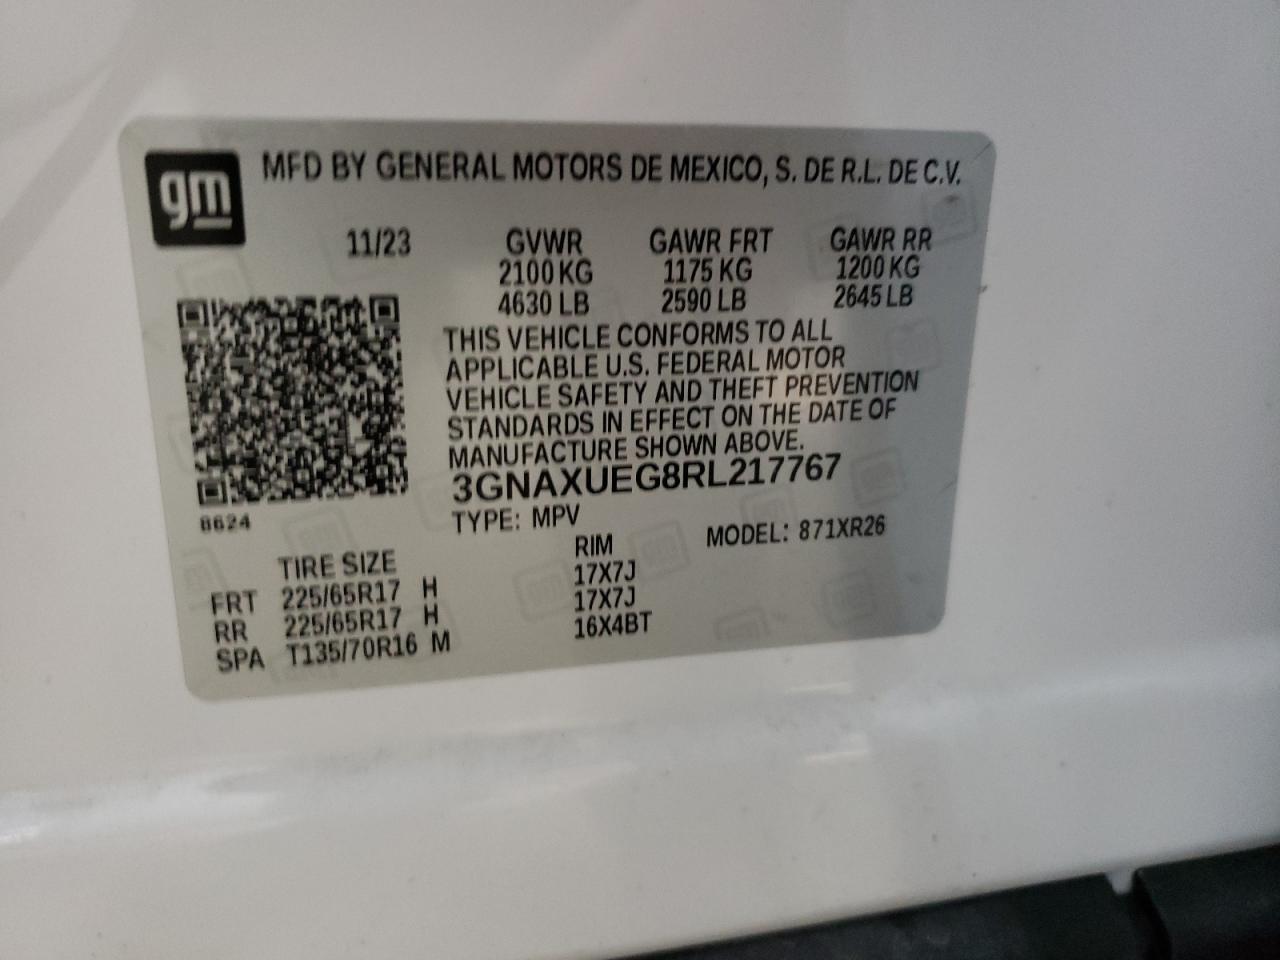 gm
MFD BY GENERAL MOTORS DE MEXICO, S. DE R.L. DE C.V.
11/23 GVWR GAWR FRT GAWR RR
2100 KG 1175 KG 1200 KG
4630 LB 2590 LB 2645 LB
THIS VEHICLE CONFORMS TO ALL
APPLICABLE U.S. FEDERAL MOTOR
VEHICLE SAFETY AND THEFT PREVENTION
STANDARDS IN EFFECT ON THE DATE OF
MANUFACTURE SHOWN ABOVE.
3GNAXUEG8RL217767
8624
TYPE: MPV MODEL: 871XR26
TIRE SIZE RIM
FRT 225/65R17 H 17X7J
RR 225/65R17 H 17X7J
SPA T135/70R16 M 16X4BT